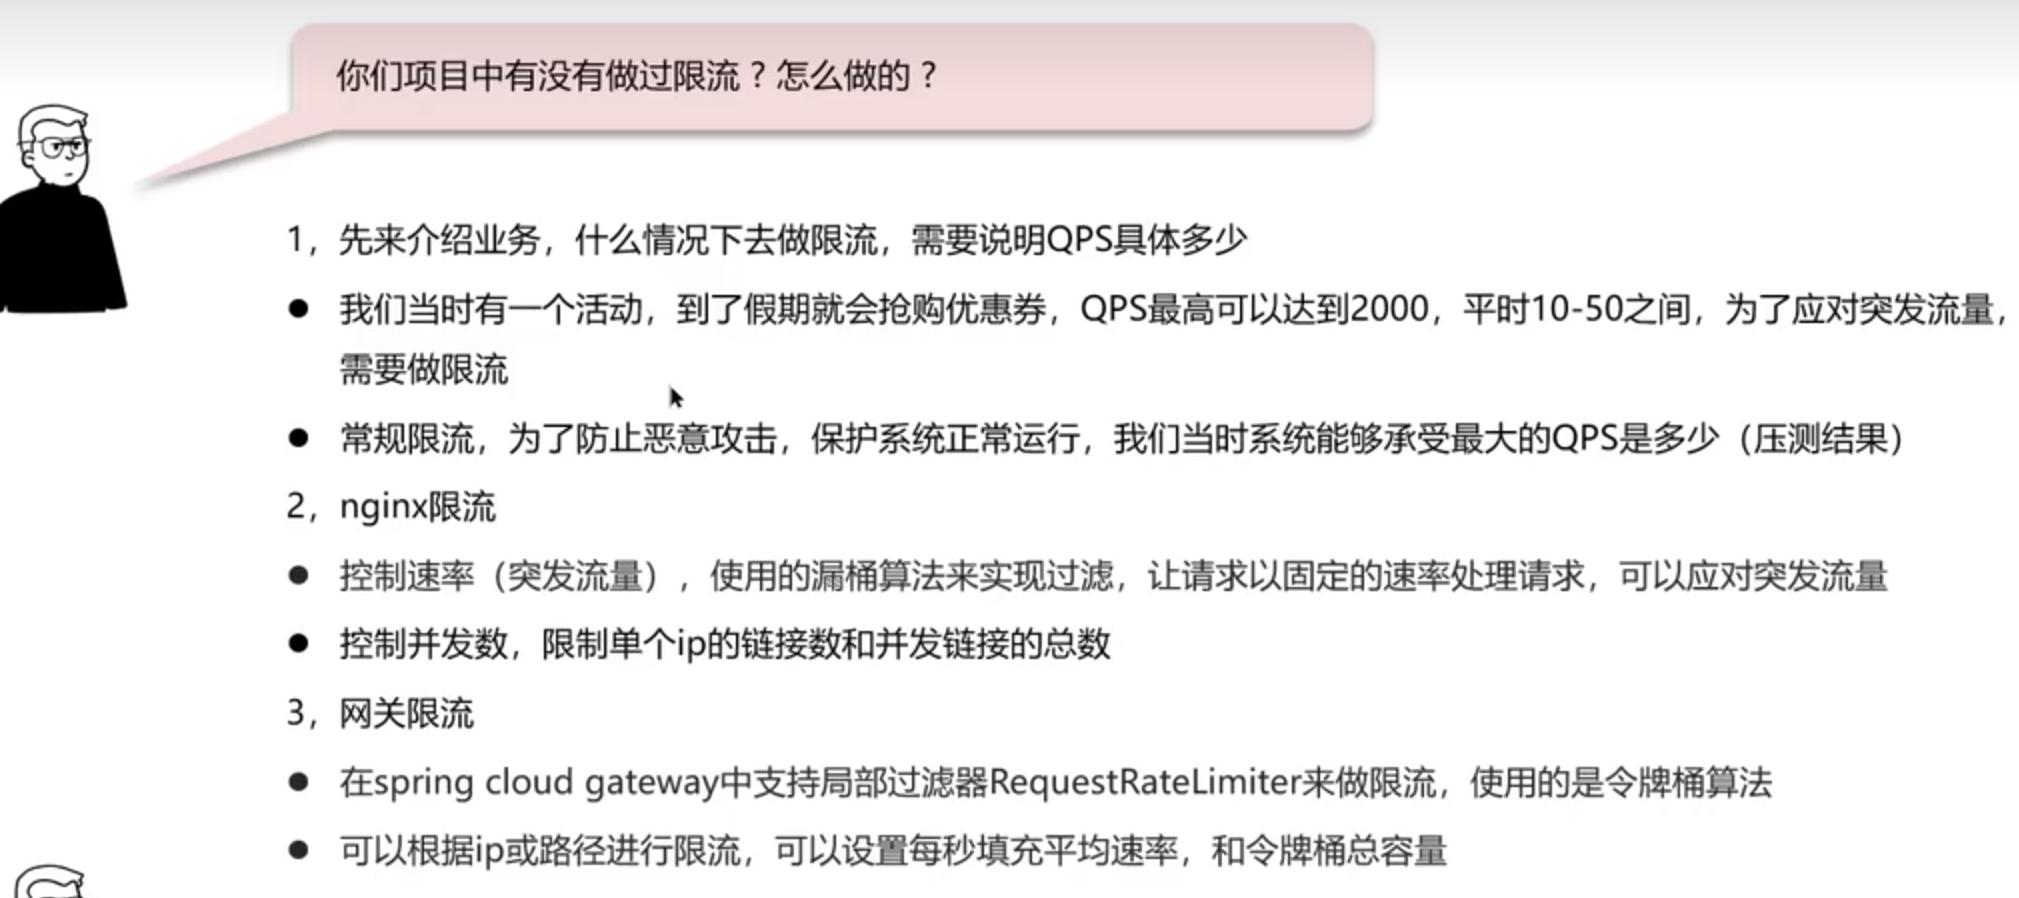 你们项目中有没有做过限流？怎么做的？
1，先来介绍业务，什么情况下去做限流，需要说明QPS具体多少
● 我们当时有一个活动，到了假期就会抢购优惠券，QPS最高可以达到2000，平时10-50之间，为了应对突发流量，
需要做限流
● 常规限流，为了防止恶意攻击，保护系统正常运行，我们当时系统能够承受最大的QPS是多少（压测结果）
2，nginx限流
● 控制速率（突发流量），使用的漏桶算法来实现过滤，让请求以固定的速率处理请求，可以应对突发流量
● 控制并发数，限制单个ip的链接数和并发链接的总数
3，网关限流
● 在spring cloud gateway中支持局部过滤器RequestRateLimiter来做限流，使用的是令牌桶算法
● 可以根据ip或路径进行限流，可以设置每秒填充平均速率，和令牌桶总容量